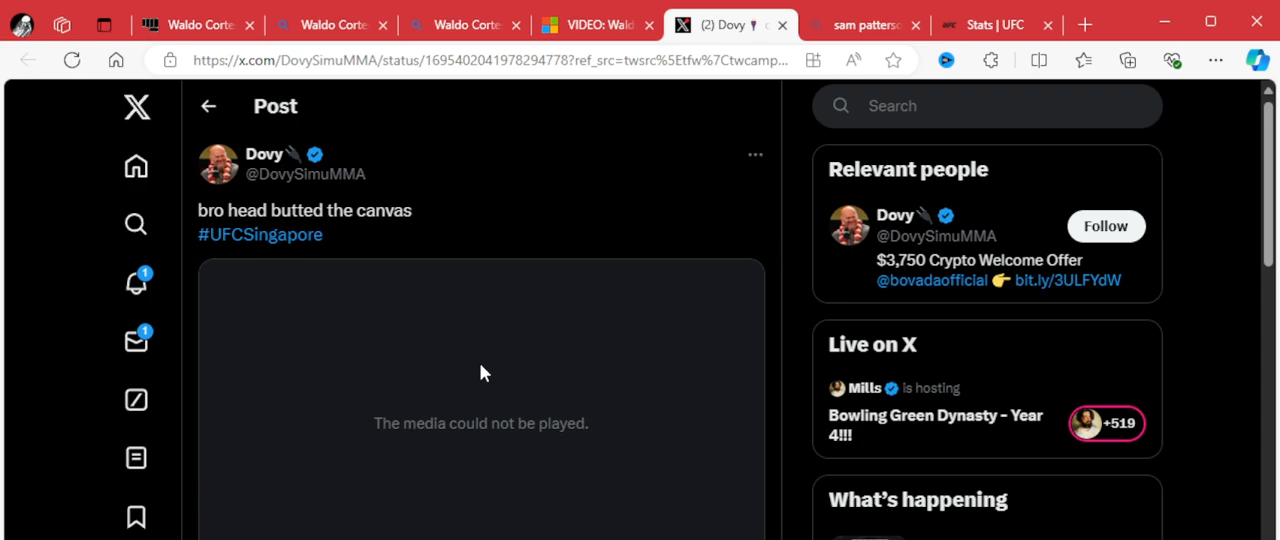 Waldo Corte
Waldo Corte
Waldo Corte
VIDEO: Wald
(2) Dovy
sam patterso
Stats | UFC
https://x.com/DovySimuMMA/status/1695402041978294778?ref_src=twsrc%5Etfw%7Ctwcamp...
Post
Search
Dovy
@DovySimuMMA
bro head butted the canvas
#UFCSingapore
The media could not be played.
1
1
Relevant people
Dovy
@DovySimuMMA
Follow
$3,750 Crypto Welcome Offer
@bovadaofficial 👉 bit.ly/3ULFYdW
Live on X
Mills is hosting
Bowling Green Dynasty - Year
4!!!
+519
What's happening